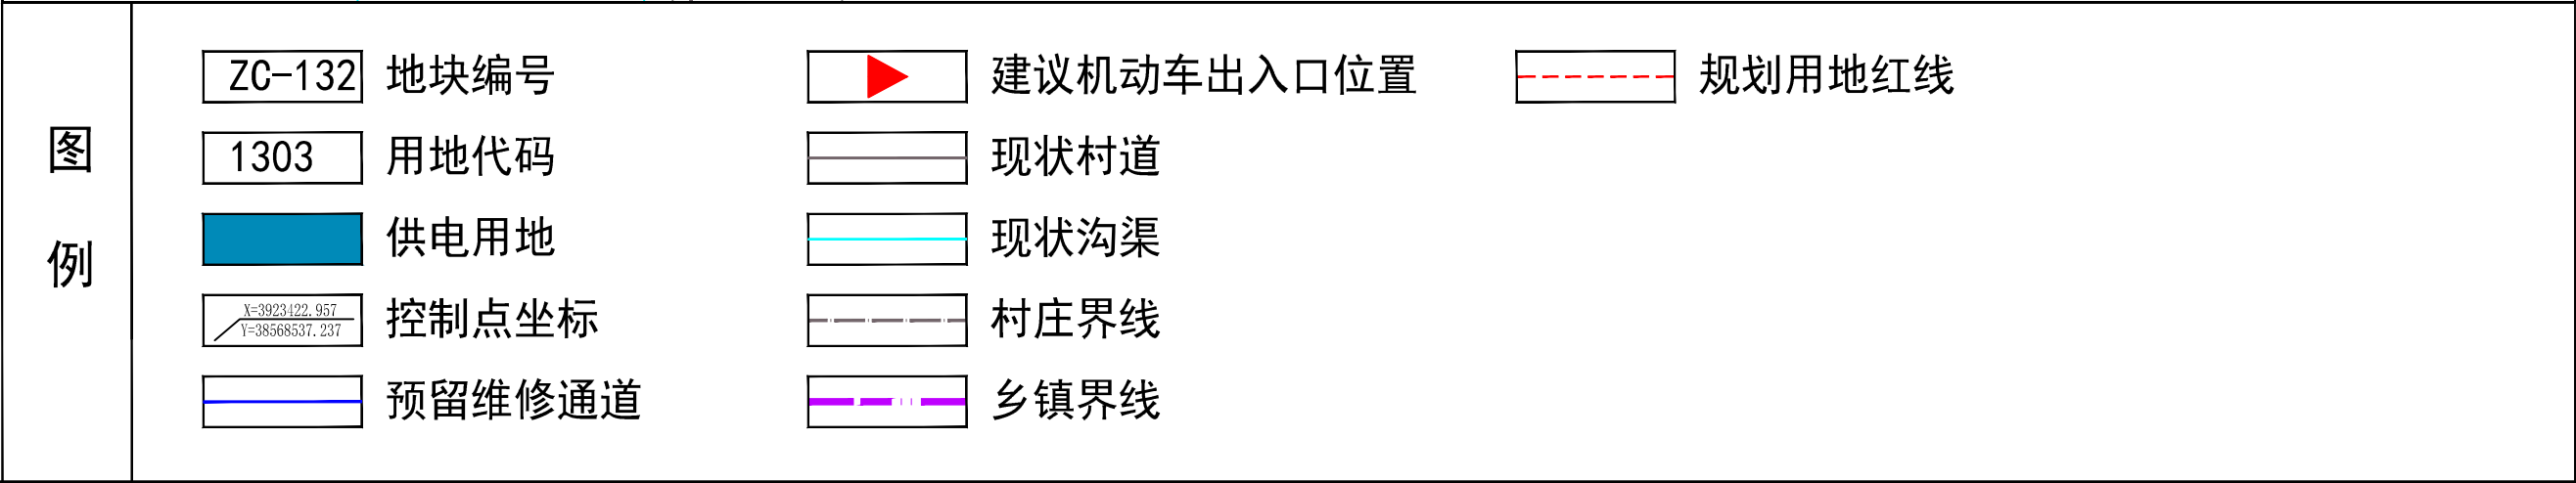 图例
ZC-132 地块编号
1303 用地代码
供电用地
X=3923422.957
Y=38568537.237
控制点坐标
预留维修通道
建议机动车出入口位置
现状村道
现状沟渠
村庄界线
乡镇界线
规划用地红线